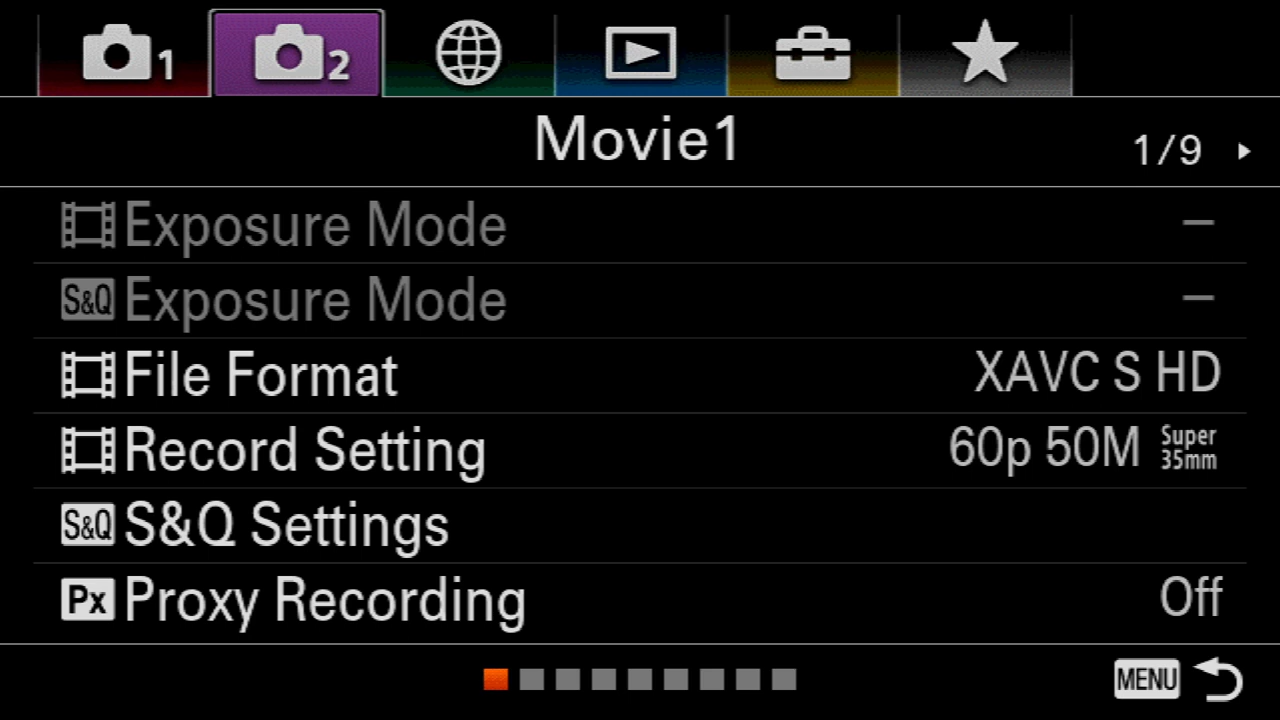 1
2
Movie1
1/9
Exposure Mode –
S&Q Exposure Mode –
File Format XAVC S HD
Record Setting 60p 50M Super 35mm
S&Q S&Q Settings
Px Proxy Recording Off
MENU